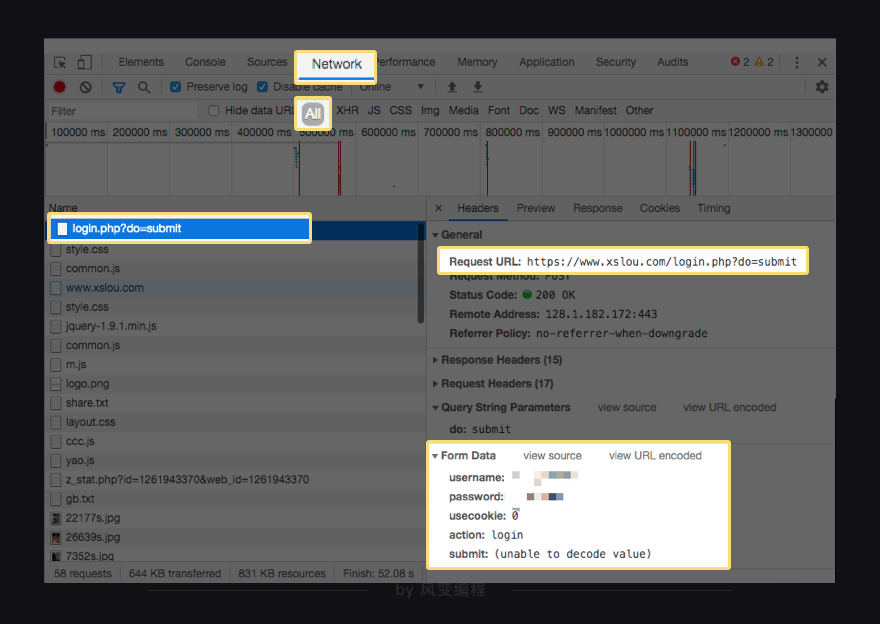 Elements Console Sources Network Performance Memory Application Security Audits 2 2
Preserve log Disable cache Online
Filter Hide data URL All XHR JS CSS Img Media Font Doc WS Manifest Other
100000 ms 200000 ms 300000 ms 400000 ms 500000 ms 600000 ms 700000 ms 800000 ms 900000 ms 1000000 ms 1100000 ms 1200000 ms 1300000
Name
login.php?do=submit
style.css
common.js
www.xslou.com
style.css
jquery-1.9.1.min.js
common.js
m.js
logo.png
share.txt
layout.css
ccc.js
yao.js
z_stat.php?id=1261943370&web_id=1261943370
gb.txt
22177s.jpg
26639s.jpg
7352s.jpg
58 requests 644 KB transferred 831 KB resources Finish: 52.08 s
Headers Preview Response Cookies Timing
General
Request URL: https://www.xslou.com/login.php?do=submit
Request Method: POST
Status Code: 200 OK
Remote Address: 128.1.182.172:443
Referrer Policy: no-referrer-when-downgrade
Response Headers (15)
Request Headers (17)
Query String Parameters view source view URL encoded
do: submit
Form Data view source view URL encoded
username:
password:
usecookie: 0
action: login
submit: (unable to decode value)
by 风变编程